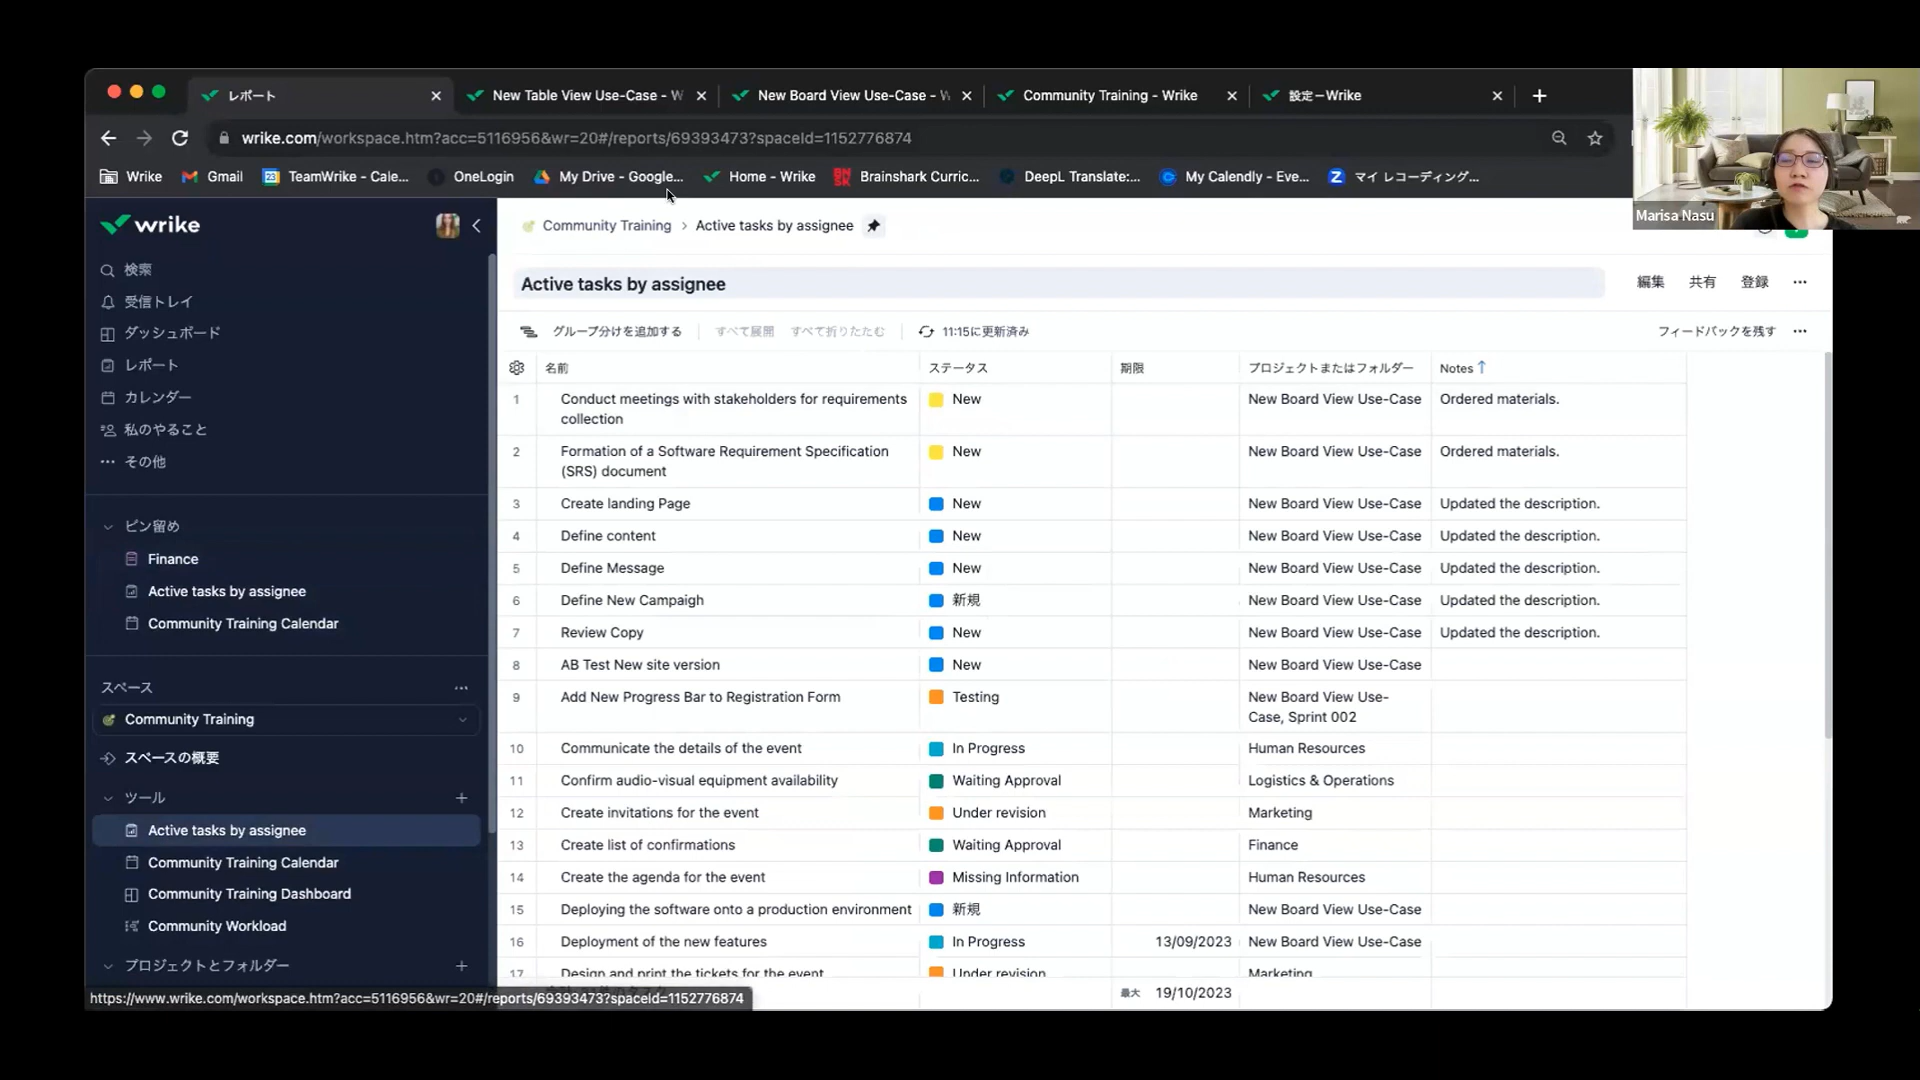 レポート
New Table View Use-Case - W
New Board View Use-Case - W
Community Training - Wrike
設定ーWrike
wrike.com/workspace.htm?acc=5116956&wr=20#/reports/69393473?spaceId=1152776874
Wrike
Gmail
TeamWrike - Cale...
OneLogin
My Drive - Google...
Home - Wrike
Brainshark Curric...
DeepL Translate:...
My Calendly - Eve...
マイ レコーディング...
Marisa Nasu
wrike
検索
受信トレイ
ダッシュボード
レポート
カレンダー
私のやること
その他
ピン留め
Finance
Active tasks by assignee
Community Training Calendar
スペース
Community Training
スペースの概要
ツール
Active tasks by assignee
Community Training Calendar
Community Training Dashboard
Community Workload
プロジェクトとフォルダー
https://www.wrike.com/workspace.htm?acc=5116956&wr=20#/reports/69393473?spaceId=1152776874
Community Training > Active tasks by assignee
Active tasks by assignee
編集 共有 登録
グループ分けを追加する すべて展開 すべて折りたたむ 11:15に更新済み フィードバックを残す
名前 ステータス 期限 プロジェクトまたはフォルダー Notes
1 Conduct meetings with stakeholders for requirements New New Board View Use-Case Ordered materials.
collection
2 Formation of a Software Requirement Specification New New Board View Use-Case Ordered materials.
(SRS) document
3 Create landing Page New New Board View Use-Case Updated the description.
4 Define content New New Board View Use-Case Updated the description.
5 Define Message New New Board View Use-Case Updated the description.
6 Define New Campaigh 新規 New Board View Use-Case Updated the description.
7 Review Copy New New Board View Use-Case Updated the description.
8 AB Test New site version New New Board View Use-Case
9 Add New Progress Bar to Registration Form Testing New Board View Use-
Case, Sprint 002
10 Communicate the details of the event In Progress Human Resources
11 Confirm audio-visual equipment availability Waiting Approval Logistics & Operations
12 Create invitations for the event Under revision Marketing
13 Create list of confirmations Waiting Approval Finance
14 Create the agenda for the event Missing Information Human Resources
15 Deploying the software onto a production environment 新規 New Board View Use-Case
16 Deployment of the new features In Progress 13/09/2023 New Board View Use-Case
17 Design and print the tickets for the event Under revision Marketing
最大 19/10/2023